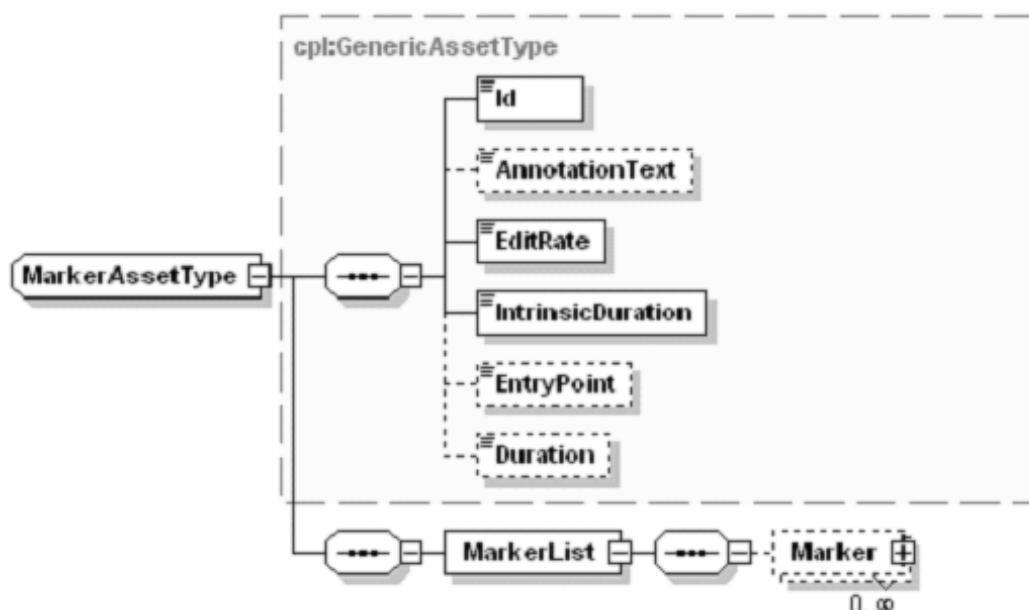 cpl:GenericAssetType
Id
AnnotationText
EditRate
MarkerAssetType
IntrinsicDuration
EntryPoint
Duration
MarkerList
Marker
0..∞